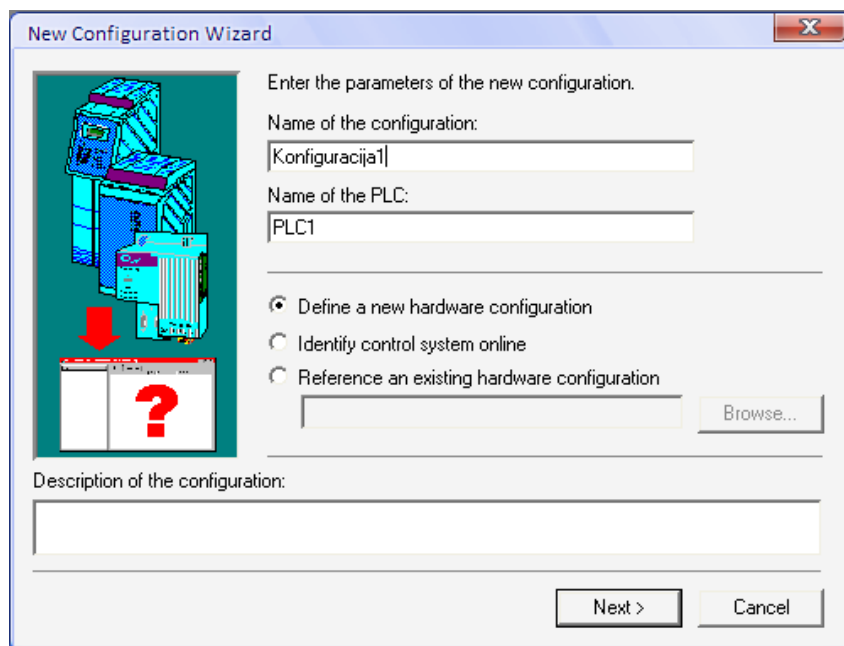 New Configuration Wizard
Enter the parameters of the new configuration.
Name of the configuration:
Konfiguracija1
Name of the PLC:
PLC1
Define a new hardware configuration
Identify control system online
Reference an existing hardware configuration
Browse...
Description of the configuration:
Next >
Cancel